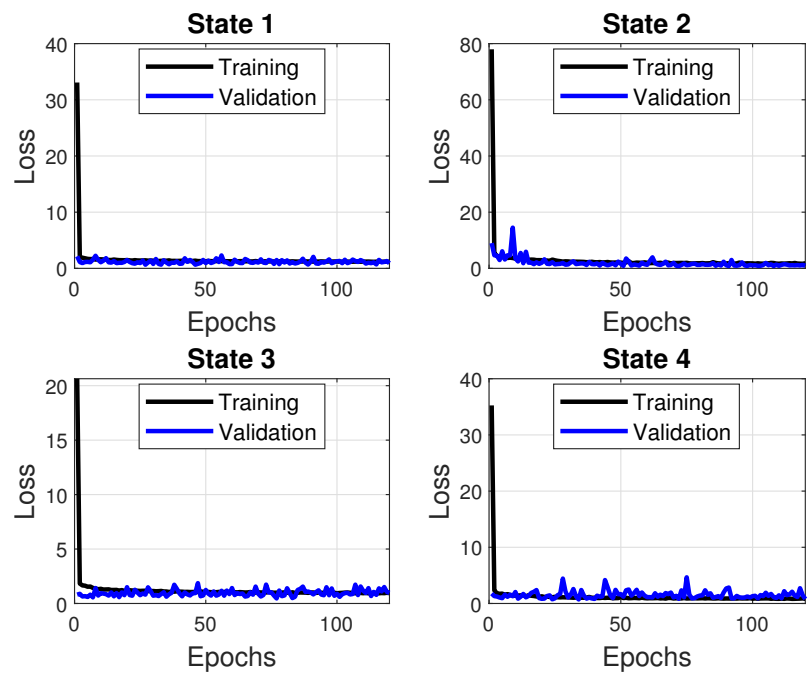 State 1
40
30
20
10
0
Loss
Training
Validation
0 50 100
Epochs
State 2
80
60
40
20
0
Loss
Training
Validation
0 50 100
Epochs
State 3
20
15
10
5
0
Loss
Training
Validation
0 50 100
Epochs
State 4
40
30
20
10
0
Loss
Training
Validation
0 50 100
Epochs